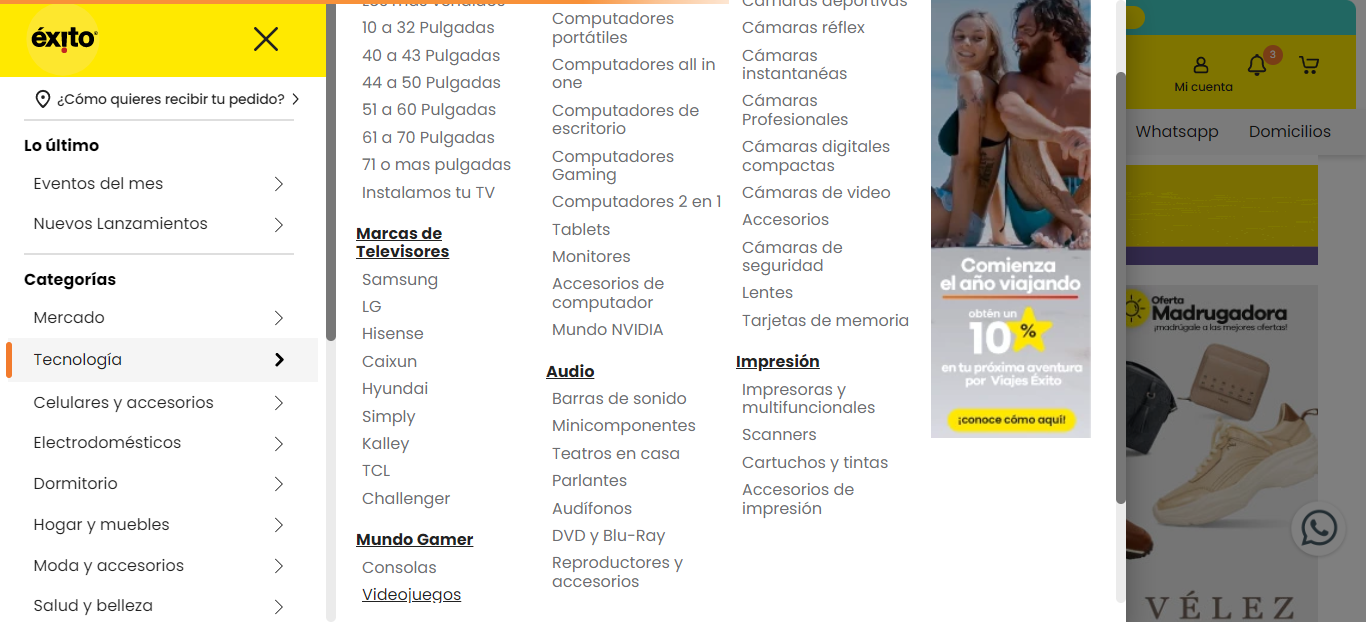 éxito
¿Cómo quieres recibir tu pedido?
Lo último
Eventos del mes
Nuevos Lanzamientos
Categorías
Mercado
Tecnología
Celulares y accesorios
Electrodomésticos
Dormitorio
Hogar y muebles
Moda y accesorios
Salud y belleza
Los más vendidos
10 a 32 Pulgadas
40 a 43 Pulgadas
44 a 50 Pulgadas
51 a 60 Pulgadas
61 a 70 Pulgadas
71 o mas pulgadas
Instalamos tu TV
Marcas de
Televisores
Samsung
LG
Hisense
Caixun
Hyundai
Simply
Kalley
TCL
Challenger
Mundo Gamer
Consolas
Videojuegos
Computadores
portátiles
Computadores all in
one
Computadores de
escritorio
Computadores
Gaming
Computadores 2 en 1
Tablets
Monitores
Accesorios de
computador
Mundo NVIDIA
Audio
Barras de sonido
Minicomponentes
Teatros en casa
Parlantes
Audífonos
DVD y Blu-Ray
Reproductores y
accesorios
Cámaras deportivas
Cámaras réflex
Cámaras
instantanéas
Cámaras
Profesionales
Cámaras digitales
compactas
Cámaras de video
Accesorios
Cámaras de
seguridad
Lentes
Tarjetas de memoria
Impresión
Impresoras y
multifuncionales
Scanners
Cartuchos y tintas
Accesorios de
impresión
Comienza
el año viajando
obtén un
10%
en tu próxima aventura
por Viajes Éxito
¡conoce cómo aquí!
3
Mi cuenta
Whatsapp
Domicilios
Oferta
Madrugadora
¡madrúgale a las mejores ofertas!
VÉLEZ